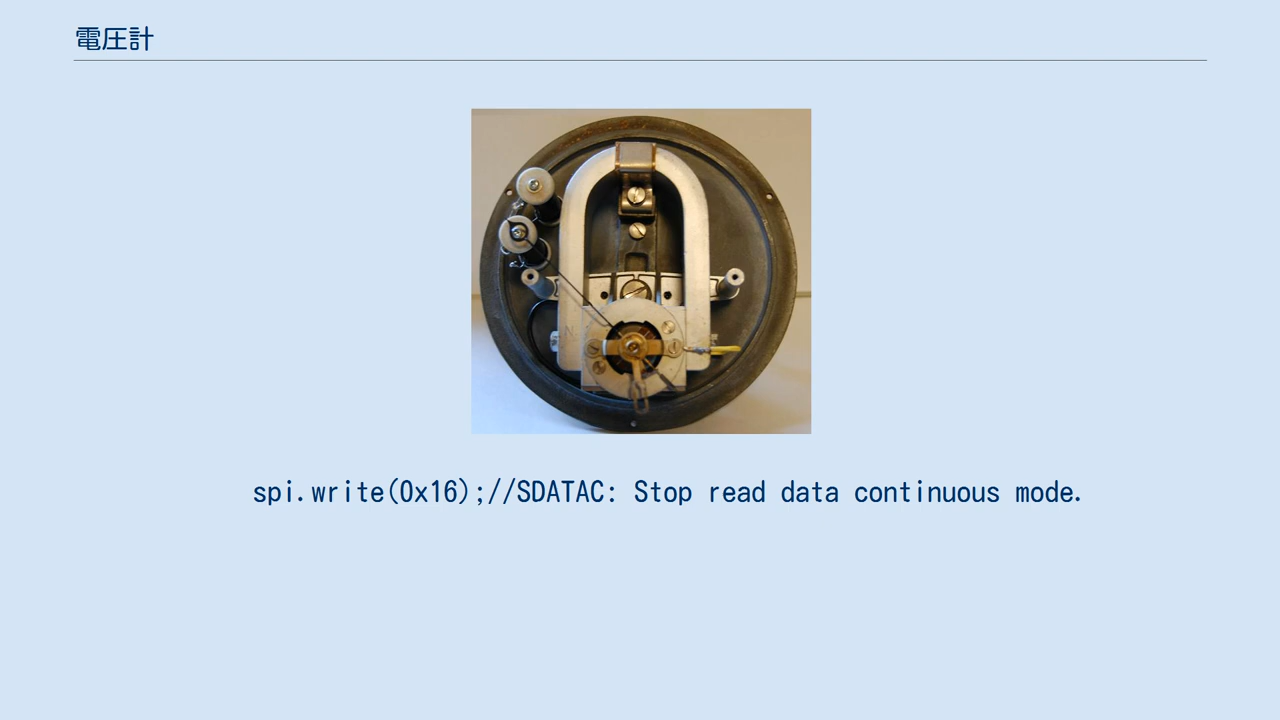 電圧計
spi.write(0x16);//SDATAC: Stop read data continuous mode.